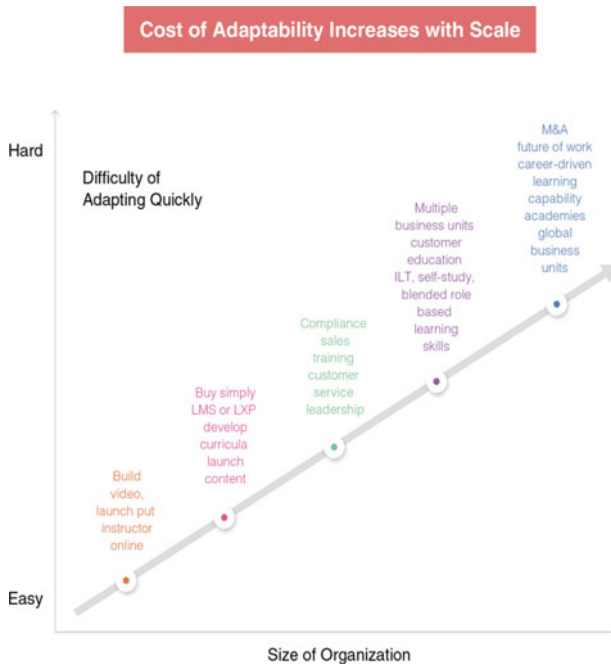 Cost of Adaptability Increases with Scale
Hard
Difficulty of
Adapting Quickly
M&A
future of work
career-driven
learning
capability
academies
global
business
units
Multiple
business units
customer
education
ILT, self-study,
blended role
based
learning
skills
Compliance
sales
training
customer
service
leadership
Buy simply
LMS or LXP
develop
curricula
launch
content
Build
video,
launch put
instructor
online
Easy
Size of Organization